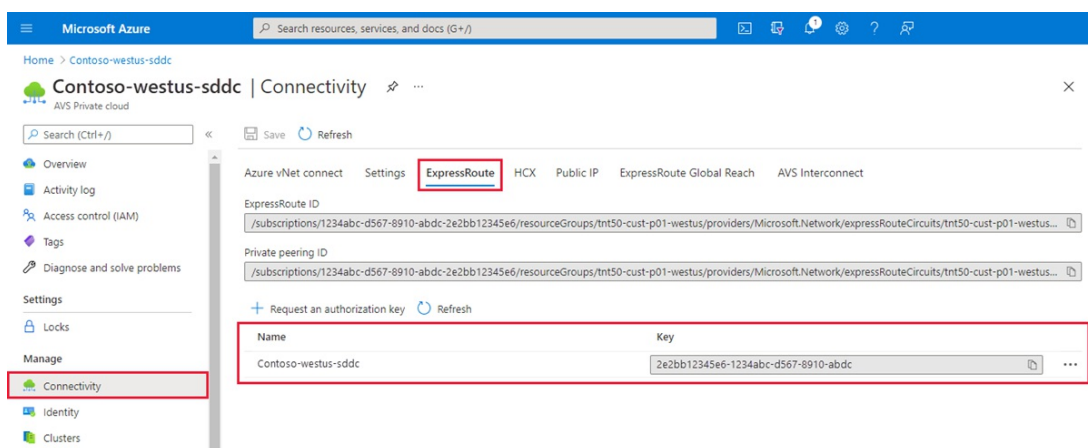 Microsoft Azure
Search resources, services, and docs (G+/)
1
Home > Contoso-westus-sddc
Contoso-westus-sddc | Connectivity
AVS Private cloud
Search (Ctrl+/)
Save Refresh
Overview
Activity log
Access control (IAM)
Tags
Diagnose and solve problems
Settings
Locks
Manage
Connectivity
Identity
Clusters
Azure vNet connect Settings ExpressRoute HCX Public IP ExpressRoute Global Reach AVS Interconnect
ExpressRoute ID
/subscriptions/1234abc-d567-8910-abdc-2e2bb12345e6/resourceGroups/tnt50-cust-p01-westus/providers/Microsoft.Network/expressRouteCircuits/tnt50-cust-p01-westus...
Private peering ID
/subscriptions/1234abc-d567-8910-abdc-2e2bb12345e6/resourceGroups/tnt50-cust-p01-westus/providers/Microsoft.Network/expressRouteCircuits/tnt50-cust-p01-westus...
+ Request an authorization key Refresh
Name Key
Contoso-westus-sddc 2e2bb12345e6-1234abc-d567-8910-abdc